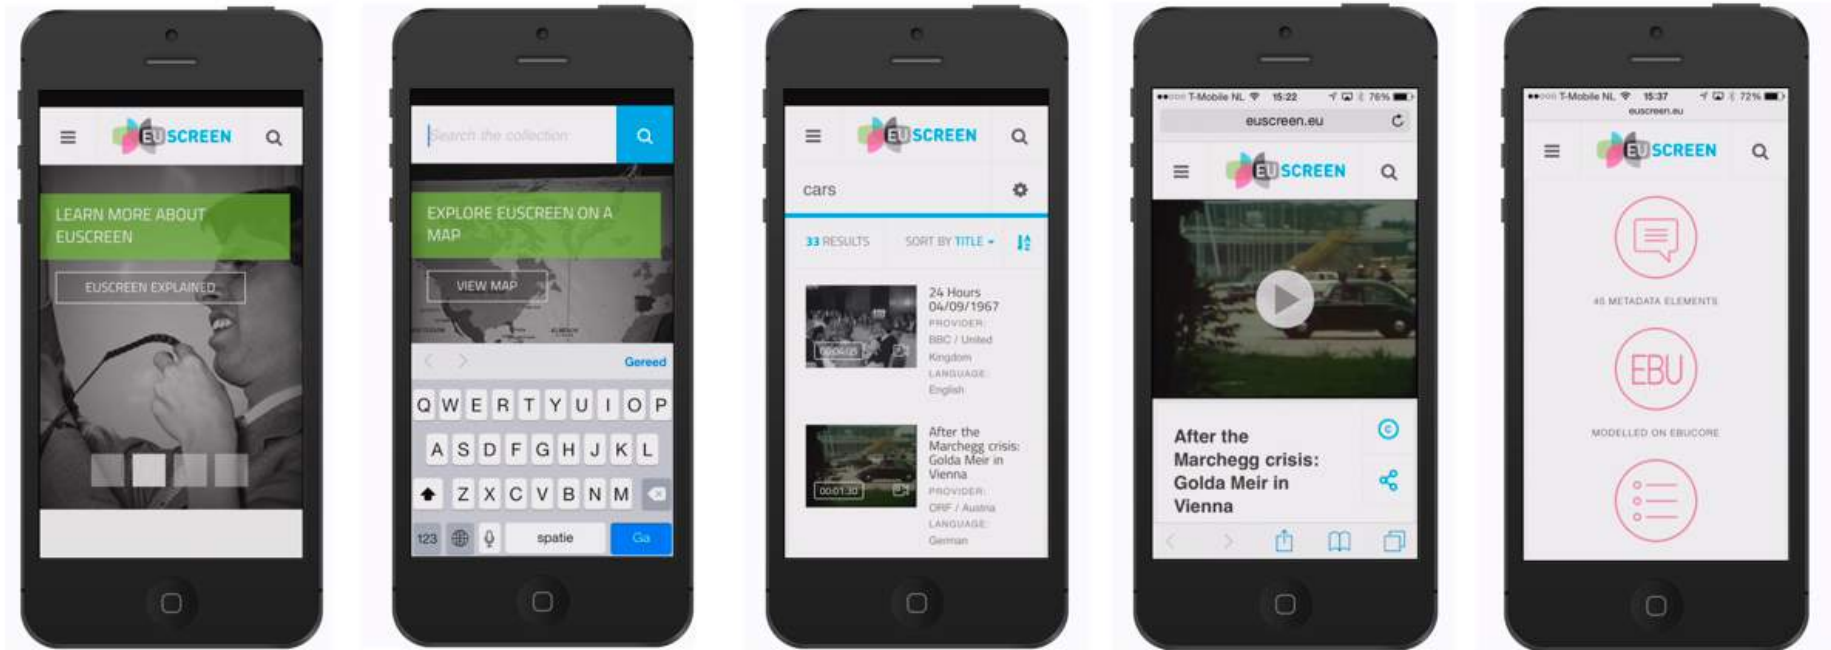 EUSCREEN
LEARN MORE ABOUT
EUSCREEN
EUSCREEN EXPLAINED
Search the collection
EXPLORE EUSCREEN ON A
MAP
VIEW MAP
Gereed
Q W E R T Y U I O P
A S D F G H J K L
Z X C V B N M
123 spatie Ga
EUSCREEN
cars
33 RESULTS SORT BY TITLE
24 Hours
04/09/1967
PROVIDER:
BBC / United
Kingdom
LANGUAGE:
English
00:01:30
After the
Marchegg crisis:
Golda Meir in
Vienna
PROVIDER:
ORF / Austria
LANGUAGE:
German
T-Mobile NL 15:22 76%
euscreen.eu
EUSCREEN
After the
Marchegg crisis:
Golda Meir in
Vienna
T-Mobile NL 15:37 72%
euscreen.eu
EUSCREEN
METADATA ELEMENTS
EBU
MODELLED ON EBUCORE